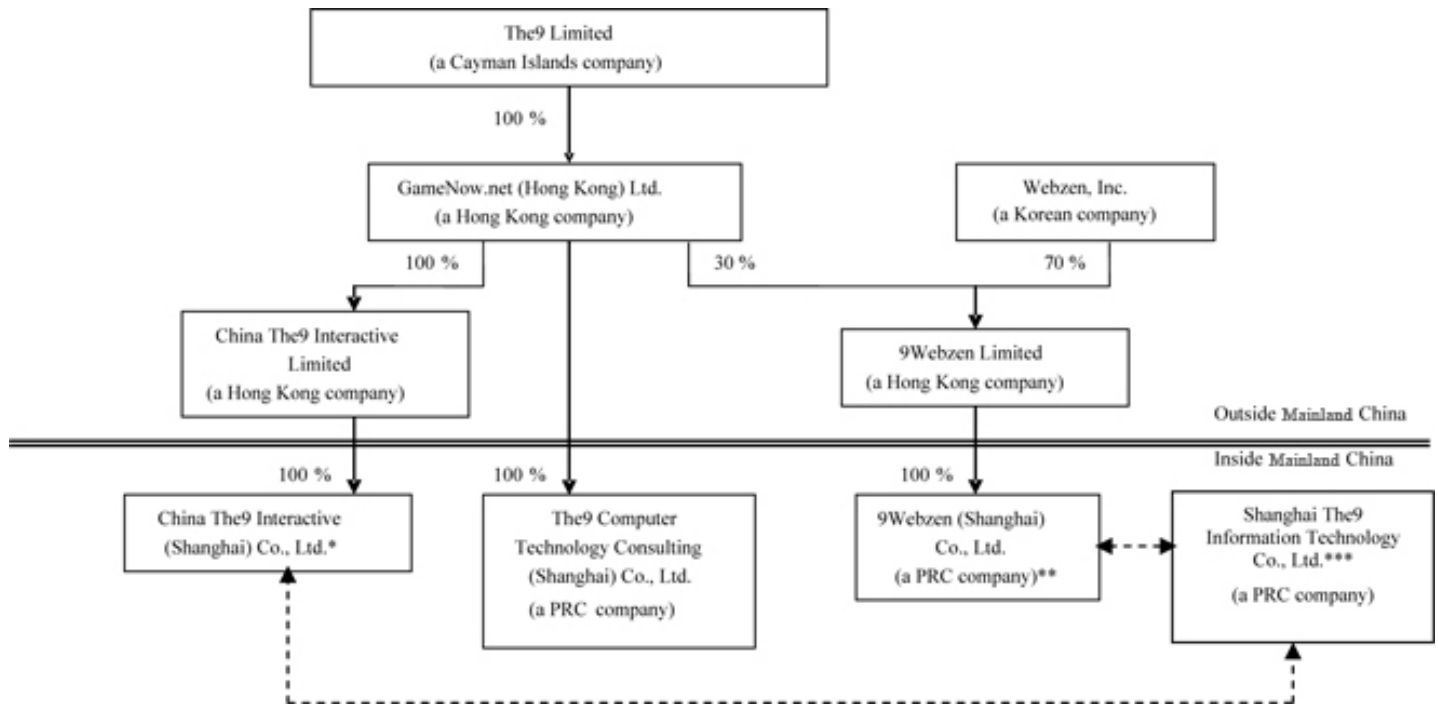 The9 Limited
(a Cayman Islands company)
100 %
GameNow.net (Hong Kong) Ltd.
(a Hong Kong company)
Webzen, Inc.
(a Korean company)
100 %
30 %
70 %
China The9 Interactive
Limited
(a Hong Kong company)
9Webzen Limited
(a Hong Kong company)
Outside Mainland China
Inside Mainland China
100 %
100 %
100 %
China The9 Interactive
(Shanghai) Co., Ltd.*
The9 Computer
Technology Consulting
(Shanghai) Co., Ltd.
(a PRC company)
9Webzen (Shanghai)
Co., Ltd.
(a PRC company)**
Shanghai The9
Information Technology
Co., Ltd.***
(a PRC company)